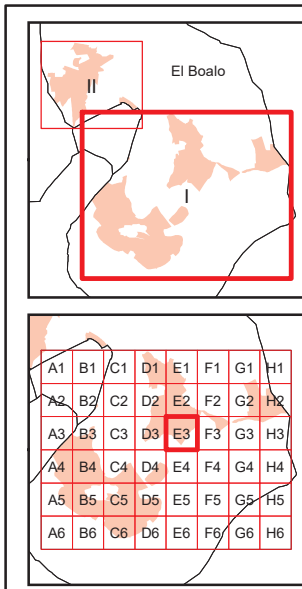 El Boalo
II
I
A1 B1 C1 D1 E1 F1 G1 H1
A2 B2 C2 D2 E2 F2 G2 H2
A3 B3 C3 D3 E3 F3 G3 H3
A4 B4 C4 D4 E4 F4 G4 H4
A5 B5 C5 D5 E5 F5 G5 H5
A6 B6 C6 D6 E6 F6 G6 H6